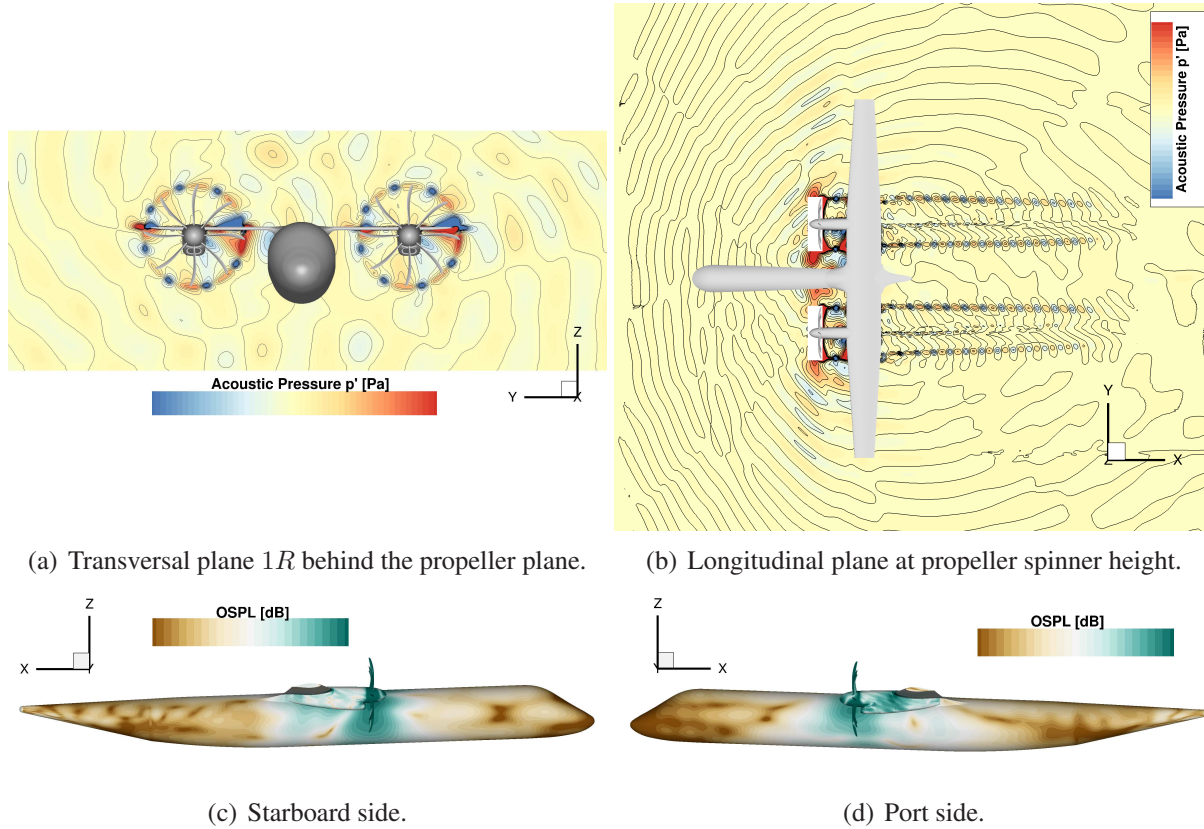 Acoustic Pressure p' [Pa]
Z
Y
X
Acoustic Pressure p' [Pa]
Y
Z
X
(a) Transversal plane 1R behind the propeller plane.
(b) Longitudinal plane at propeller spinner height.
Z
OSPL [dB]
X
Y
Z
OSPL [dB]
Y
X
(c) Starboard side.
(d) Port side.